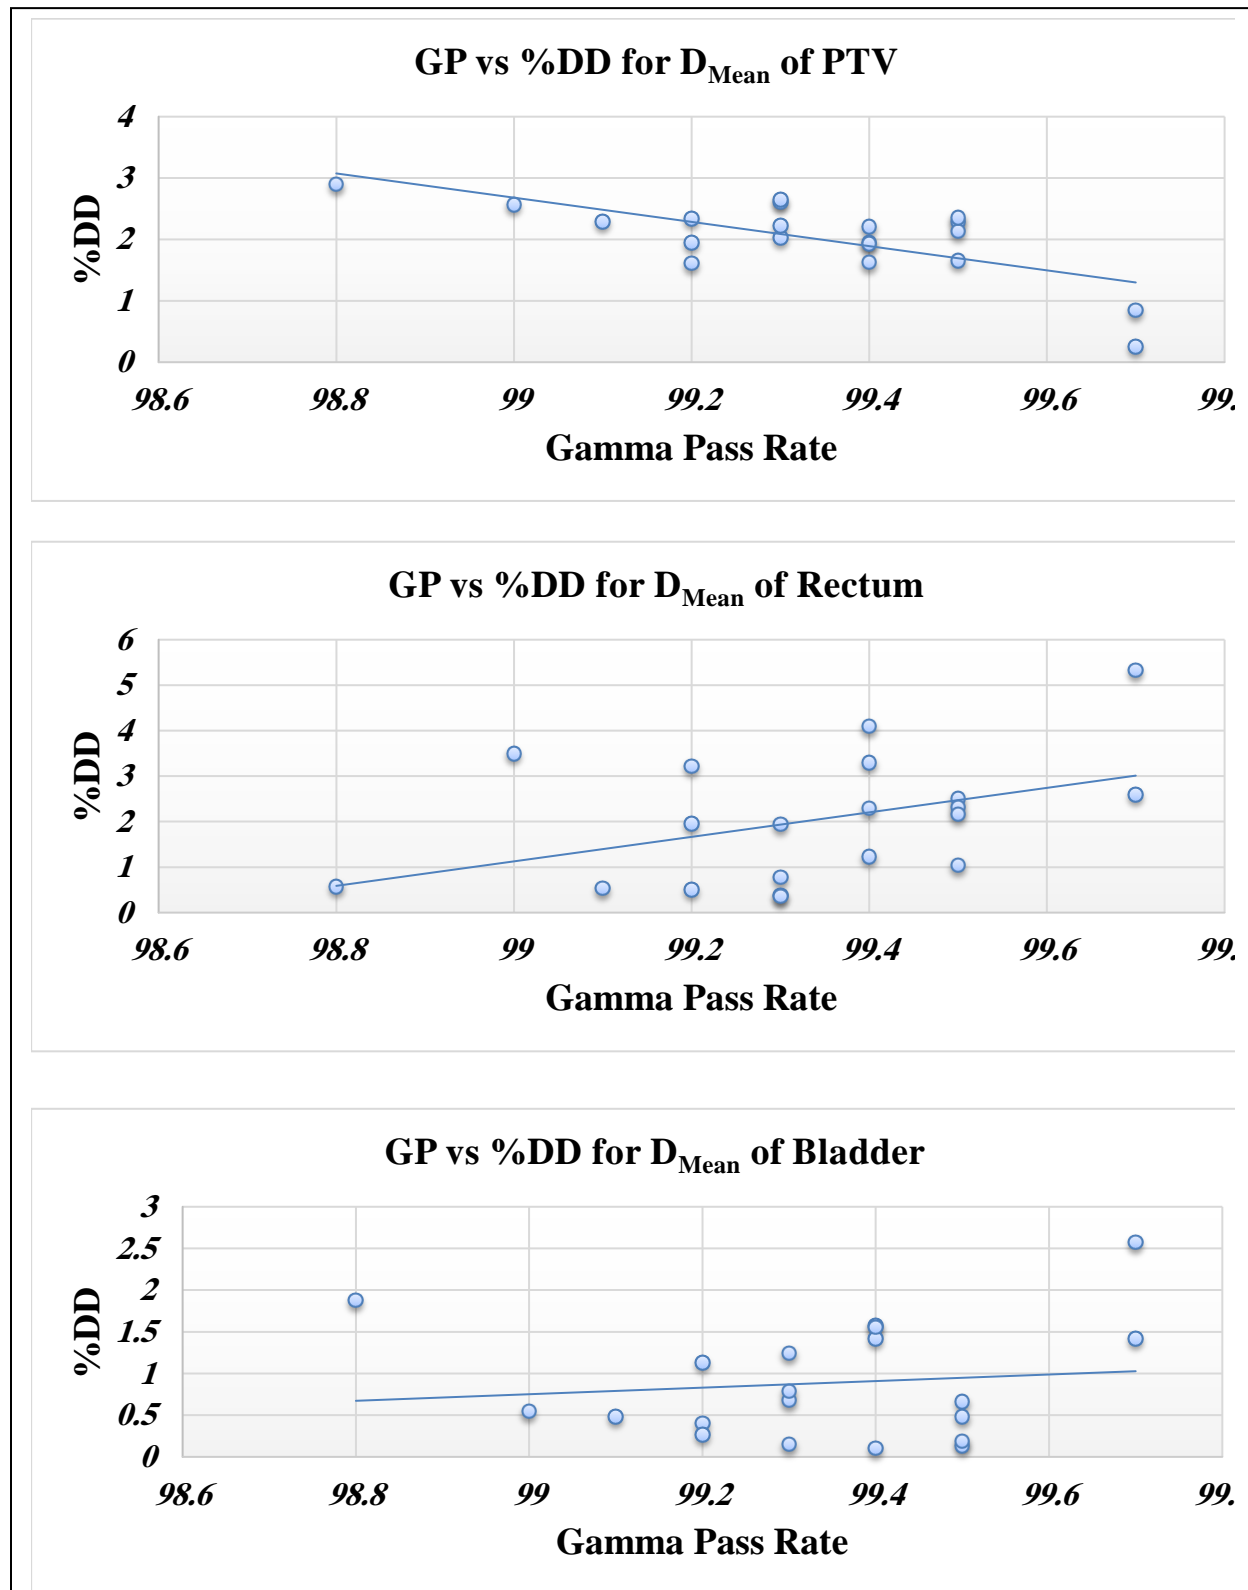 GP vs %DD for DMean of PTV
4
3
2
1
0
%DD
98.6 98.8 99 99.2 99.4 99.6 99.
Gamma Pass Rate
GP vs %DD for DMean of Rectum
6
5
4
3
2
1
0
%DD
98.6 98.8 99 99.2 99.4 99.6 99.
Gamma Pass Rate
GP vs %DD for DMean of Bladder
3
2.5
2
1.5
1
0.5
0
%DD
98.6 98.8 99 99.2 99.4 99.6 99.
Gamma Pass Rate